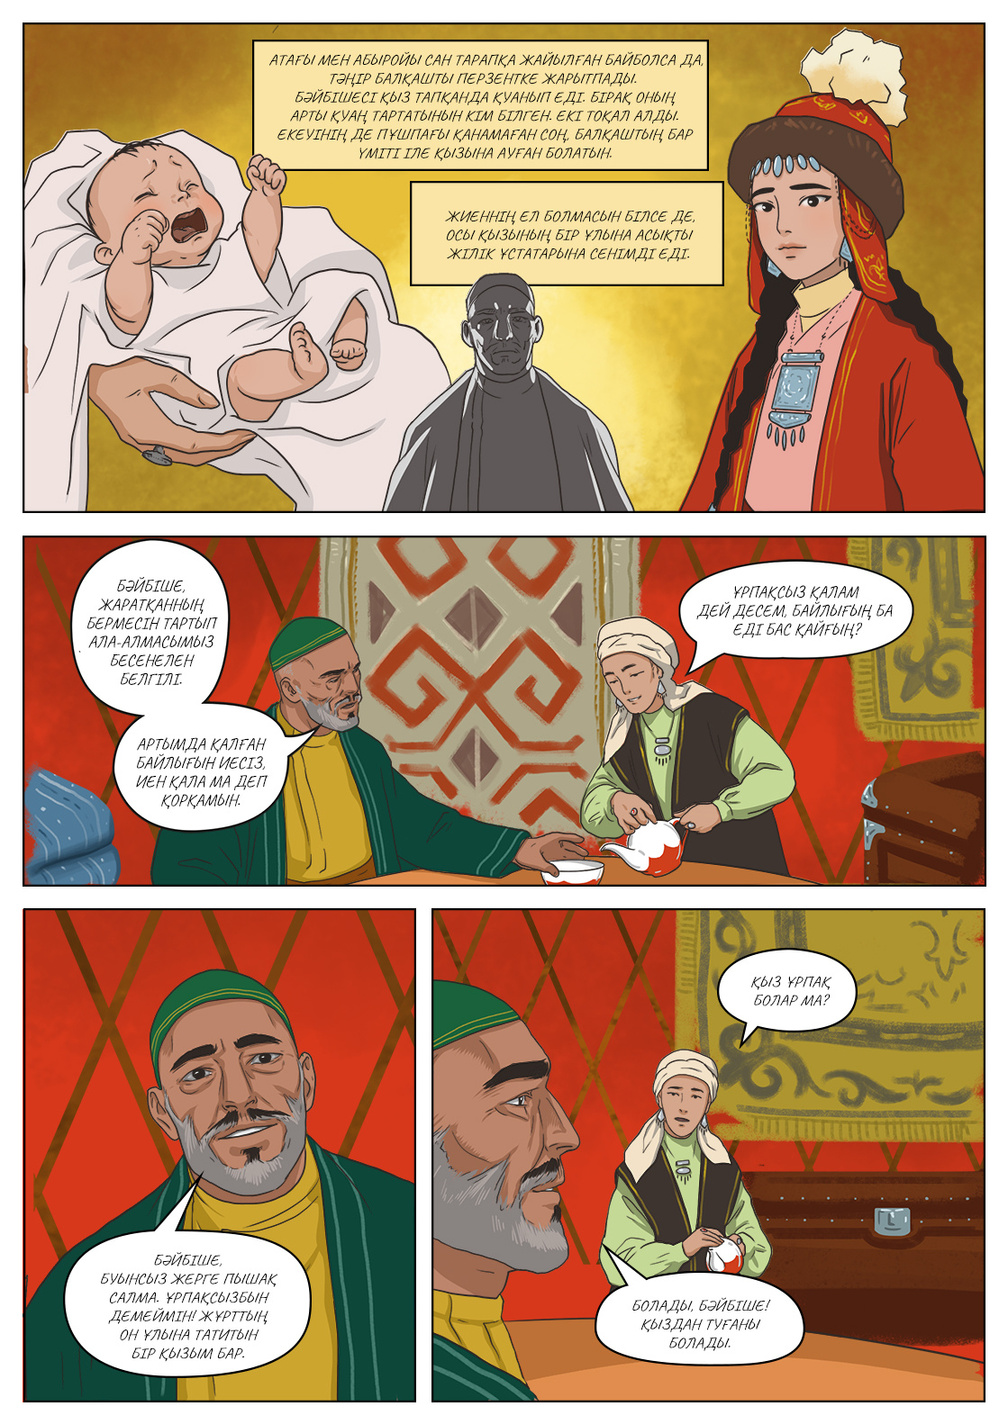 АТАҒЫ МЕН АБЫРОЙЫ САН ТАРАПҚА ЖАЙЫЛҒАН БАЙБОЛСА ДА,
ТӘҢІР БАЛҚАШТЫ ПЕРЗЕНТКЕ ЖАРЫТПАДЫ.
БӘЙБІШЕСІ ҚЫЗ ТАПҚАНДА ҚУАНЫП ЕДІ. БІРАҚ ОНЫҢ
АРТЫ ҚУАҢ ТАРТАТЫНЫН КІМ БІЛГЕН. ЕКІ ТОҚАЛ АЛДЫ.
ЕКЕУІНІҢ ДЕ ПҰШПАҒЫ ҚАНАМАҒАН СОҢ, БАЛҚАШТЫҢ БАР
ҮМІТІ ІЛЕ ҚЫЗЫНА АУҒАН БОЛАТЫН.
ЖИЕННІҢ ЕЛ БОЛМАСЫН БІЛСЕ ДЕ,
ОСЫ ҚЫЗЫНЫҢ БІР ҰЛЫНА АСЫҚТЫ
ЖІЛІК ҰСТАТАРЫНА СЕНІМДІ ЕДІ.
БӘЙБІШЕ,
ЖАРАТҚАННЫҢ
БЕРМЕСІН ТАРТЫП
АЛА-АЛМАСЫМЫЗ
БЕСЕНЕЛЕН
БЕЛГІЛІ.
АРТЫМДА ҚАЛҒАН
БАЙЛЫҒЫН ИЕСІЗ,
ИЕН ҚАЛА МА ДЕП
ҚОРҚАМЫН.
ҰРПАҚСЫЗ ҚАЛАМ
ДЕЙ ДЕСЕМ, БАЙЛЫҒЫҢ БА
ЕДІ БАС ҚАЙҒЫҢ?
БӘЙБІШЕ,
БУЫНСЫЗ ЖЕРГЕ ПЫШАҚ
САЛМА. ҰРПАҚСЫЗБЫН
ДЕМЕЙМІН! ЖҰРТТЫҢ
ОН ҰЛЫНА ТАТИТЫН
БІР ҚЫЗЫМ БАР.
ҚЫЗ ҰРПАҚ
БОЛАР МА?
БОЛАДЫ, БӘЙБІШЕ!
ҚЫЗДАН ТУҒАНЫ
БОЛАДЫ.